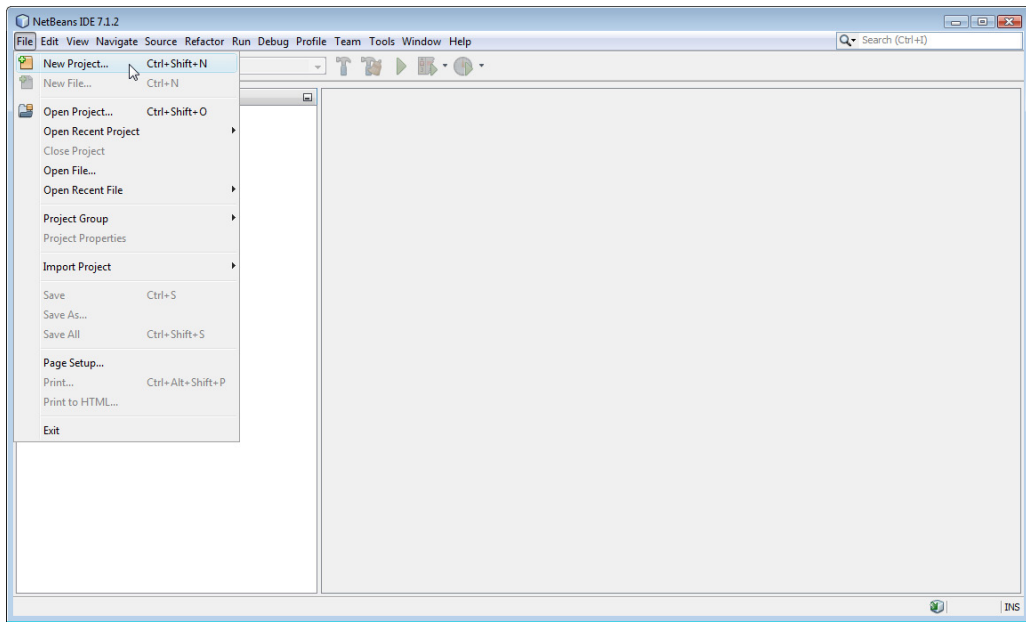 NetBeans IDE 7.1.2
File Edit View Navigate Source Refactor Run Debug Profile Team Tools Window Help Search (Ctrl+I)
New Project... Ctrl+Shift+N
New File... Ctrl+N
Open Project... Ctrl+Shift+O
Open Recent Project
Close Project
Open File...
Open Recent File
Project Group
Project Properties
Import Project
Save Ctrl+S
Save As...
Save All Ctrl+Shift+S
Page Setup...
Print... Ctrl+Alt+Shift+P
Print to HTML...
Exit
INS